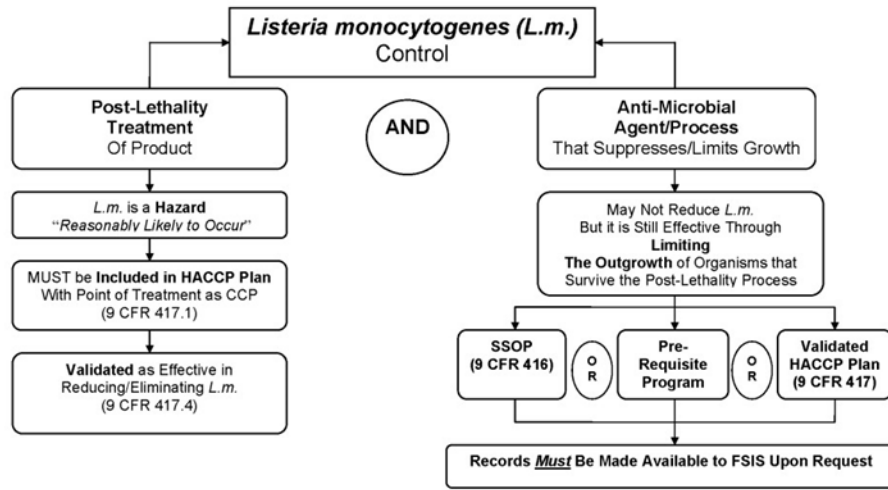 Listeria monocytogenes (L.m.)
Control
Post-Lethality
Treatment
Of Product
AND
Anti-Microbial
Agent/Process
That Suppresses/Limits Growth
L.m. is a Hazard
“Reasonably Likely to Occur”
MUST be Included in HACCP Plan
With Point of Treatment as CCP
(9 CFR 417.1)
Validated as Effective in
Reducing/Eliminating L.m.
(9 CFR 417.4)
May Not Reduce L.m.
But it is Still Effective Through
Limiting
The Outgrowth of Organisms that
Survive the Post-Lethality Process
SSOP
(9 CFR 416)
O
R
Pre-
Requisite
Program
O
R
Validated
HACCP Plan
(9 CFR 417)
Records Must Be Made Available to FSIS Upon Request